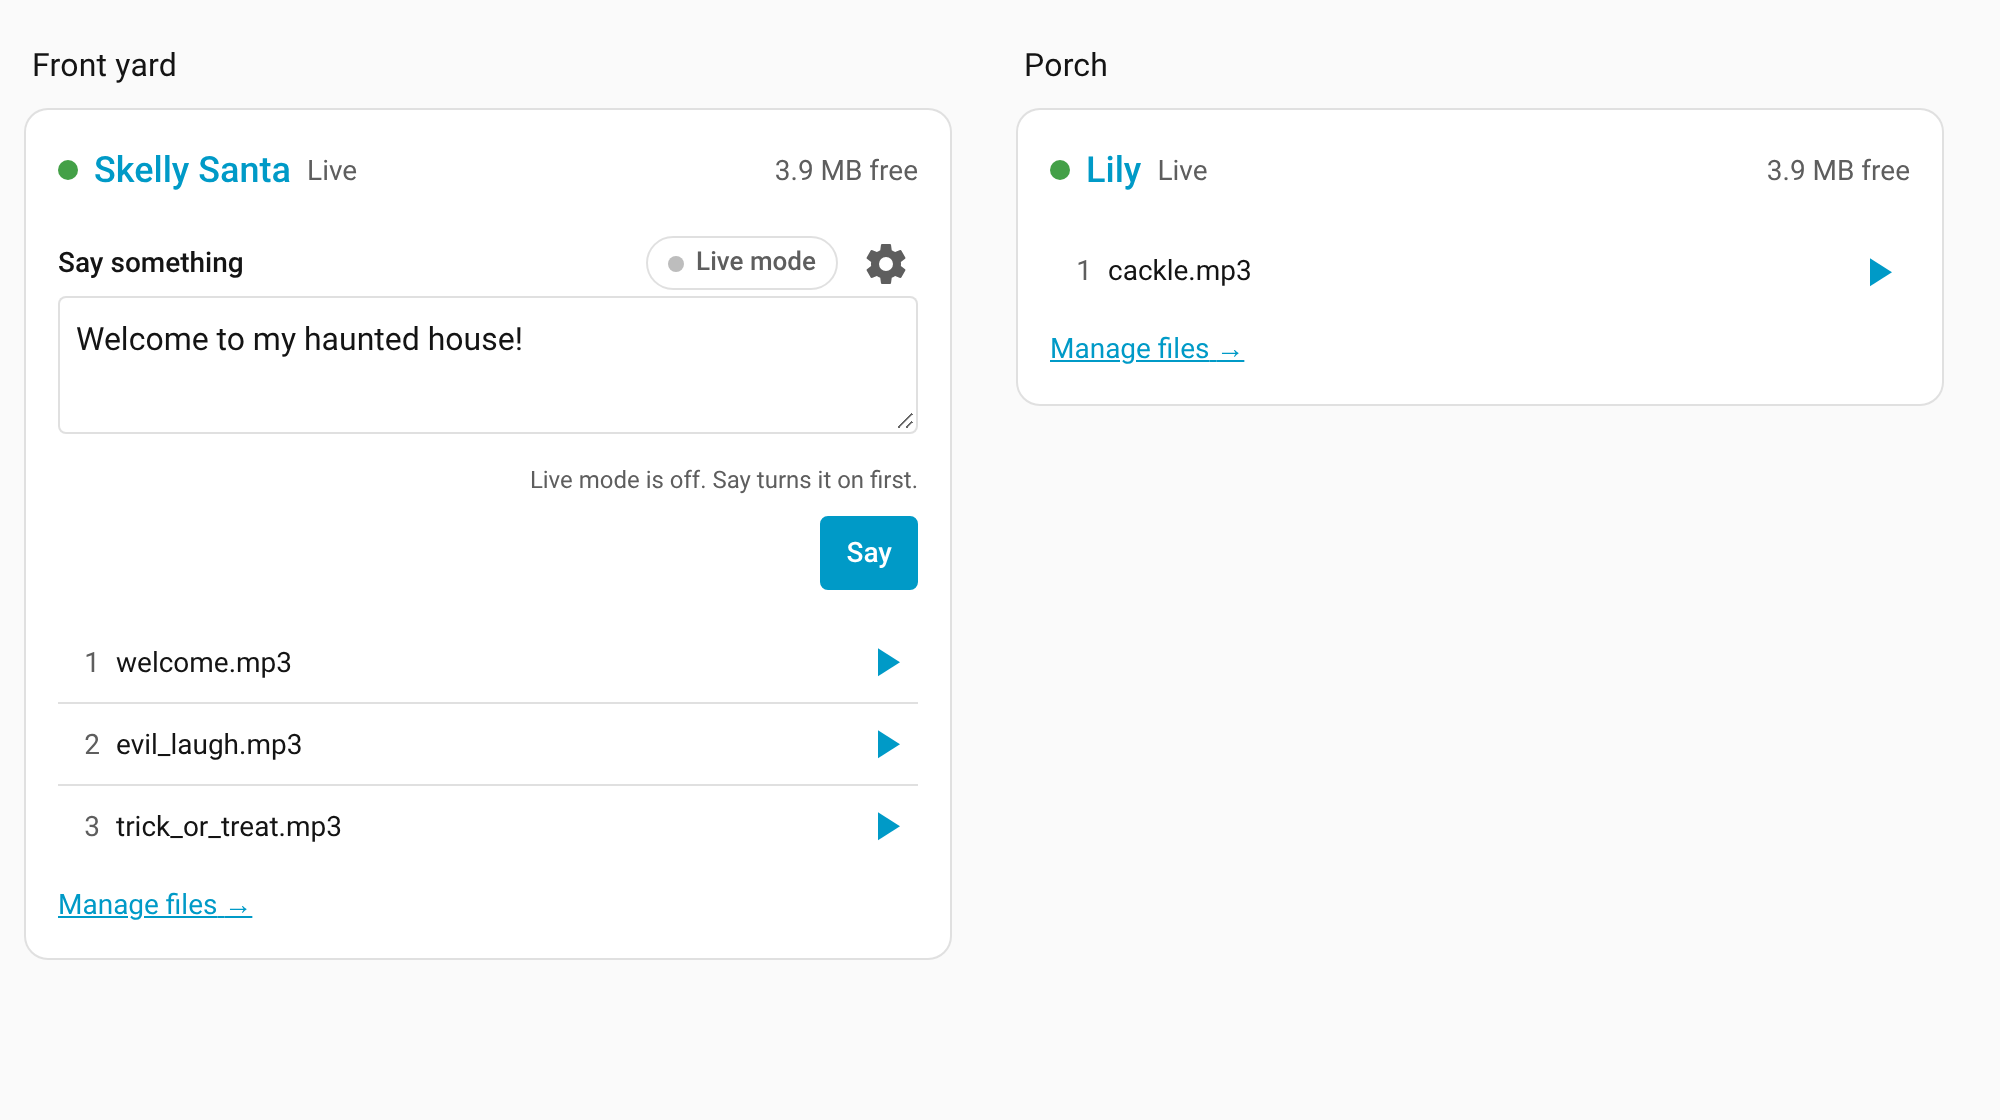 Front yard
Skelly Santa Live 3.9 MB free
Say something Live mode
Welcome to my haunted house!
Live mode is off. Say turns it on first.
Say
1 welcome.mp3
2 evil_laugh.mp3
3 trick_or_treat.mp3
Manage files →
Porch
Lily Live 3.9 MB free
1 cackle.mp3
Manage files →